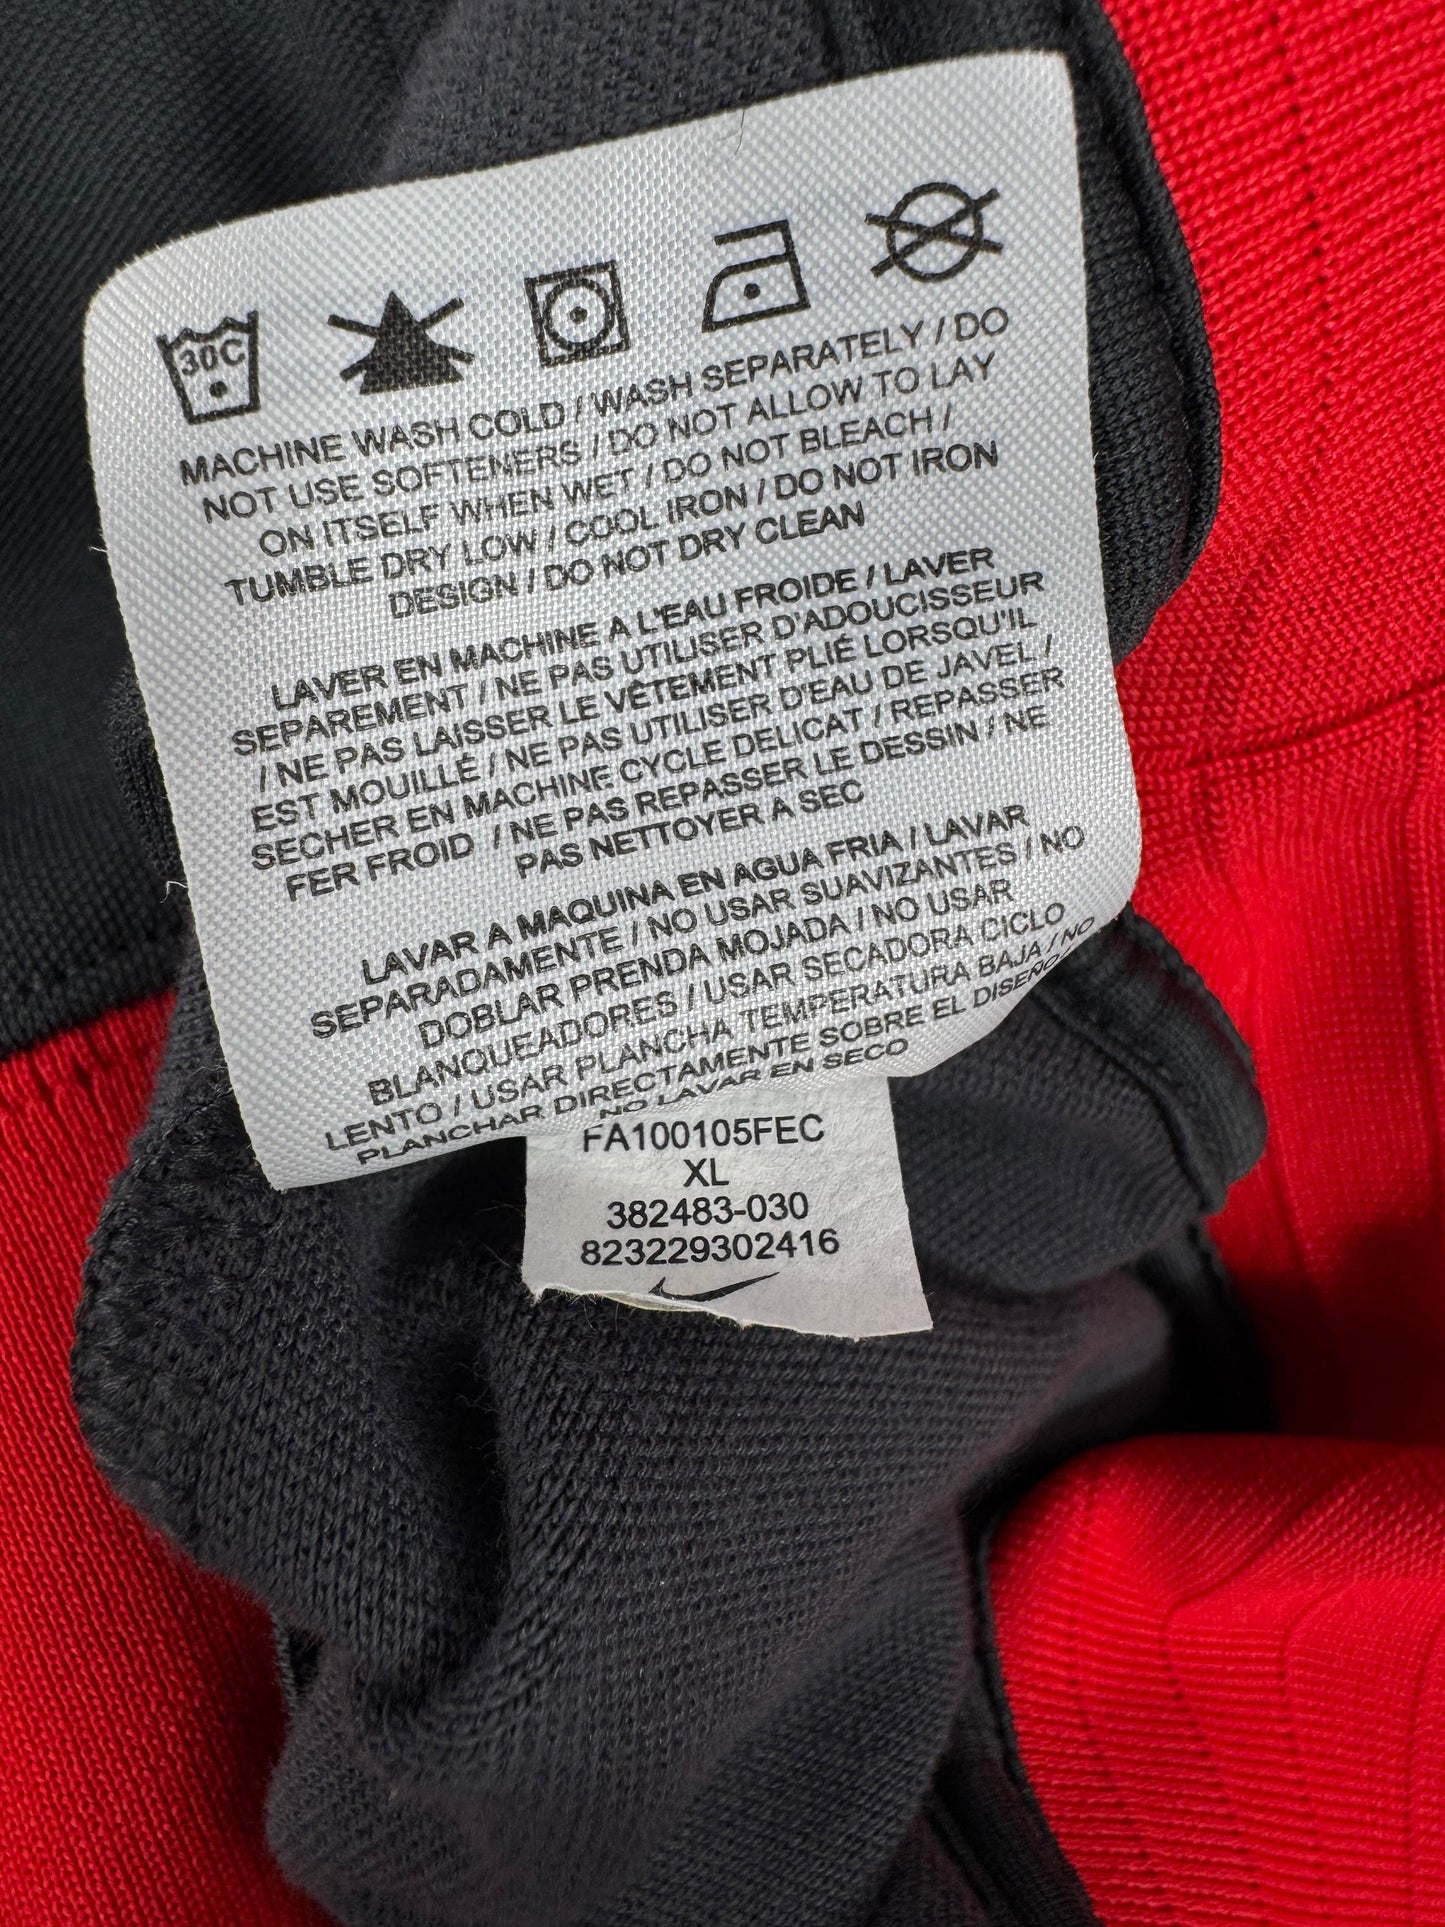 30C
MACHINE WASH COLD / WASH SEPARATELY / DO
NOT USE SOFTENERS / DO NOT ALLOW TO LAY
ON ITSELF WHEN WET / DO NOT BLEACH /
TUMBLE DRY LOW / COOL IRON / DO NOT IRON
DESIGN / DO NOT DRY CLEAN
LAVER EN MACHINE A L'EAU FROIDE / LAVER
SEPAREMENT / NE PAS UTILISER D'ADOUCISSEUR
/ NE PAS LAISSER LE VÊTEMENT PLIÉ LORSQU'IL
EST MOUILLÉ / NE PAS UTILISER D'EAU DE JAVEL /
SECHER EN MACHINE CYCLE DELICAT / REPASSER
FER FROID / NE PAS REPASSER LE DESSIN / NE
PAS NETTOYER A SEC
LAVAR A MAQUINA EN AGUA FRIA / LAVAR
SEPARADAMENTE / NO USAR SUAVIZANTES / NO
DOBLAR PRENDA MOJADA / NO USAR
BLANQUEADORES / USAR SECADORA CICLO
LENTO / USAR PLANCHA TEMPERATURA BAJA / NO
PLANCHAR DIRECTAMENTE SOBRE EL DISEÑO
NO LAVAR EN SECO
FA100105FEC
XL
382483-030
823229302416